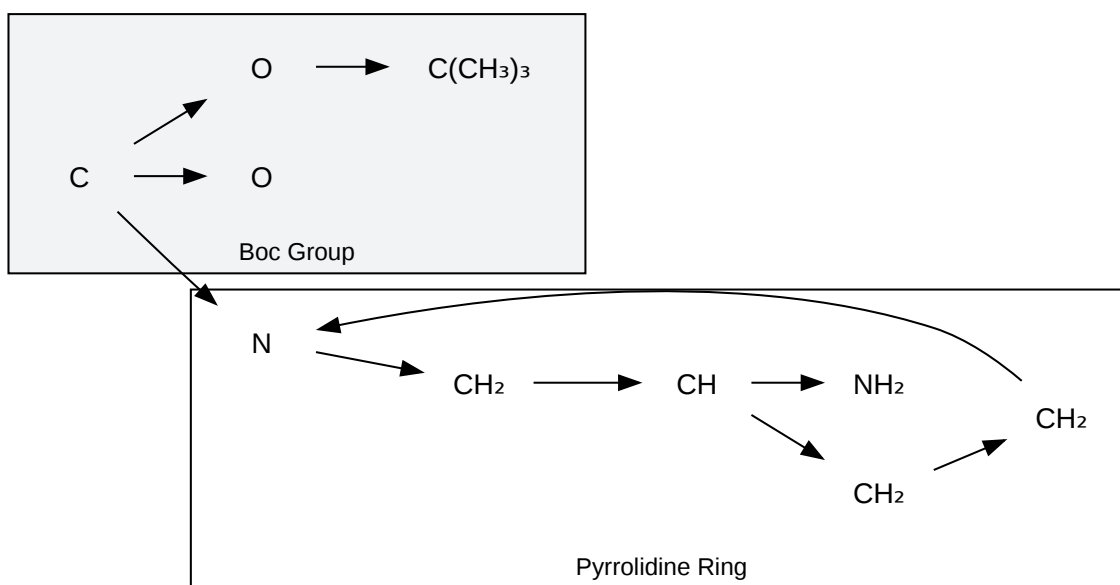 O
C(CH₃)₃
C
O
Boc Group
N
CH₂
CH
NH₂
CH₂
CH₂
Pyrrolidine Ring